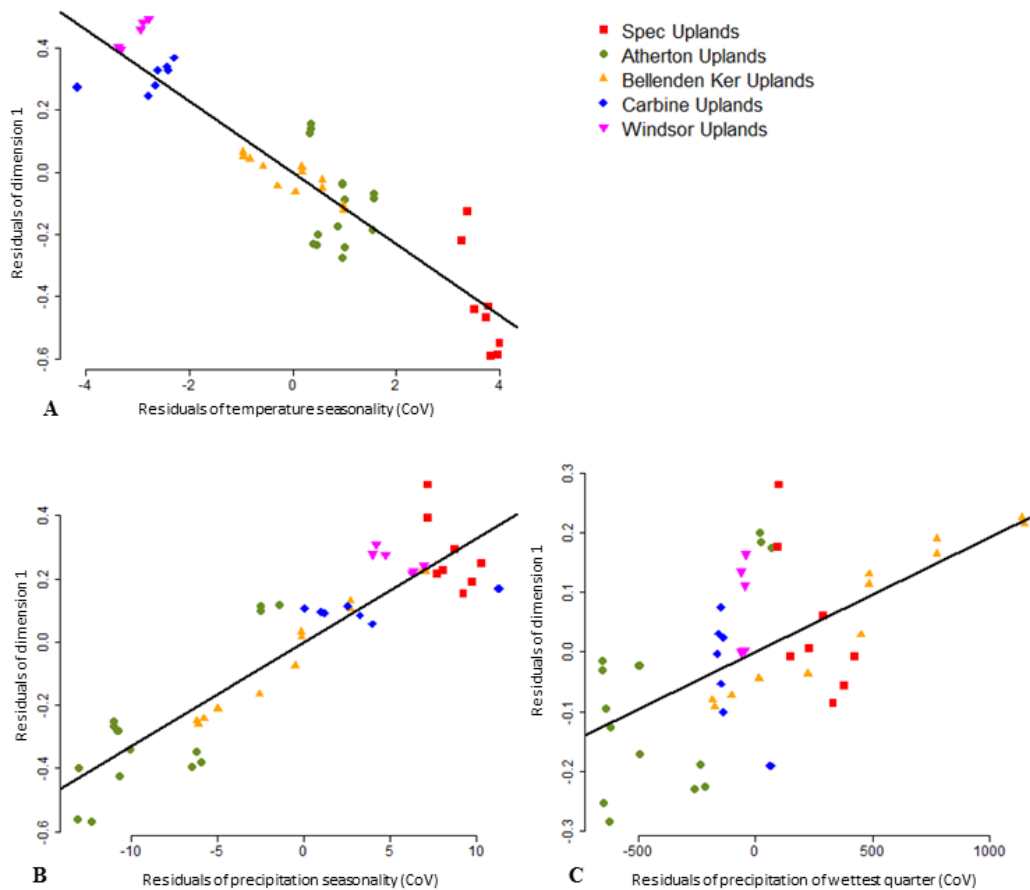 Spec Uplands
Atherton Uplands
Bellenden Ker Uplands
Carbine Uplands
Windsor Uplands
Residuals of dimension 1
0.4
0.2
0.0
-0.2
-0.4
-0.6
-4
-2
0
2
4
A
Residuals of temperature seasonality (CoV)
Residuals of dimension 1
0.4
0.2
0.0
-0.2
-0.4
-0.6
-10
-5
0
5
10
B
Residuals of precipitation seasonality (CoV)
Residuals of dimension 1
0.3
0.2
0.1
0.0
-0.1
-0.2
-0.3
-500
0
500
1000
C
Residuals of precipitation of wettest quarter (CoV)